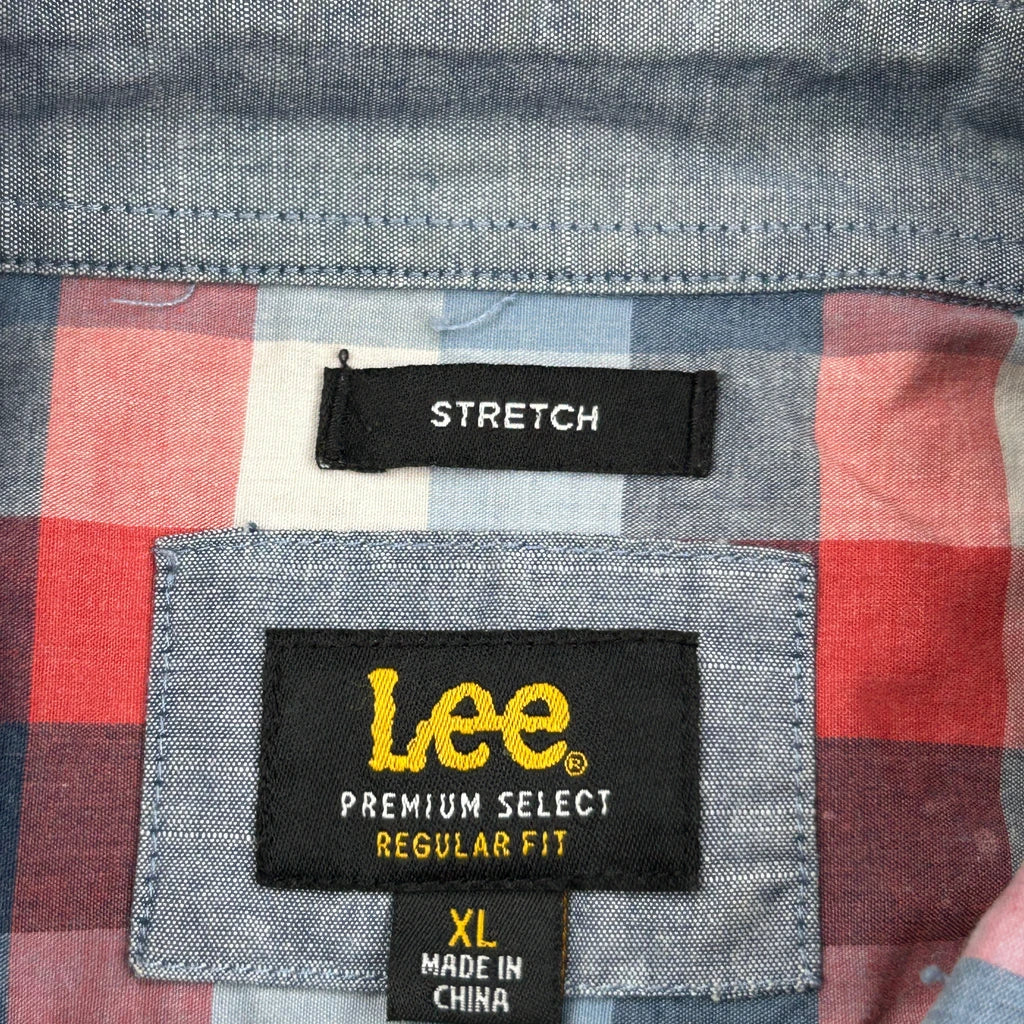 STRETCH
Lee®
PREMIUM SELECT
REGULAR FIT
XL
MADE IN
CHINA